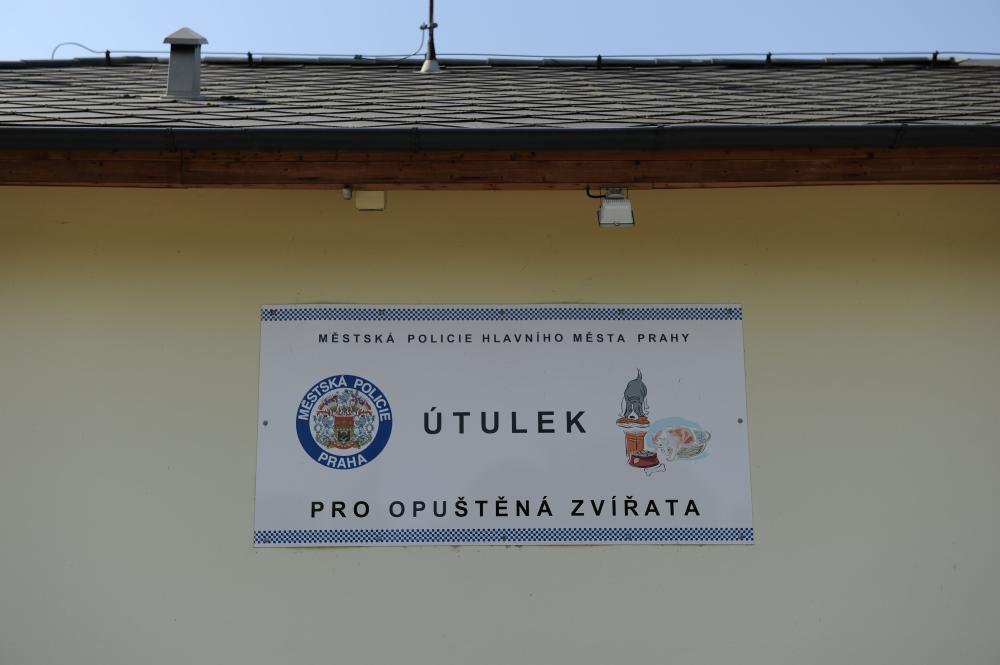 MĚSTSKÁ POLICIE HLAVNÍHO MĚSTA PRAHY
MĚSTSKÁ POLICIE
PRAHA
ÚTULEK
PRO OPUŠTĚNÁ ZVÍŘATA